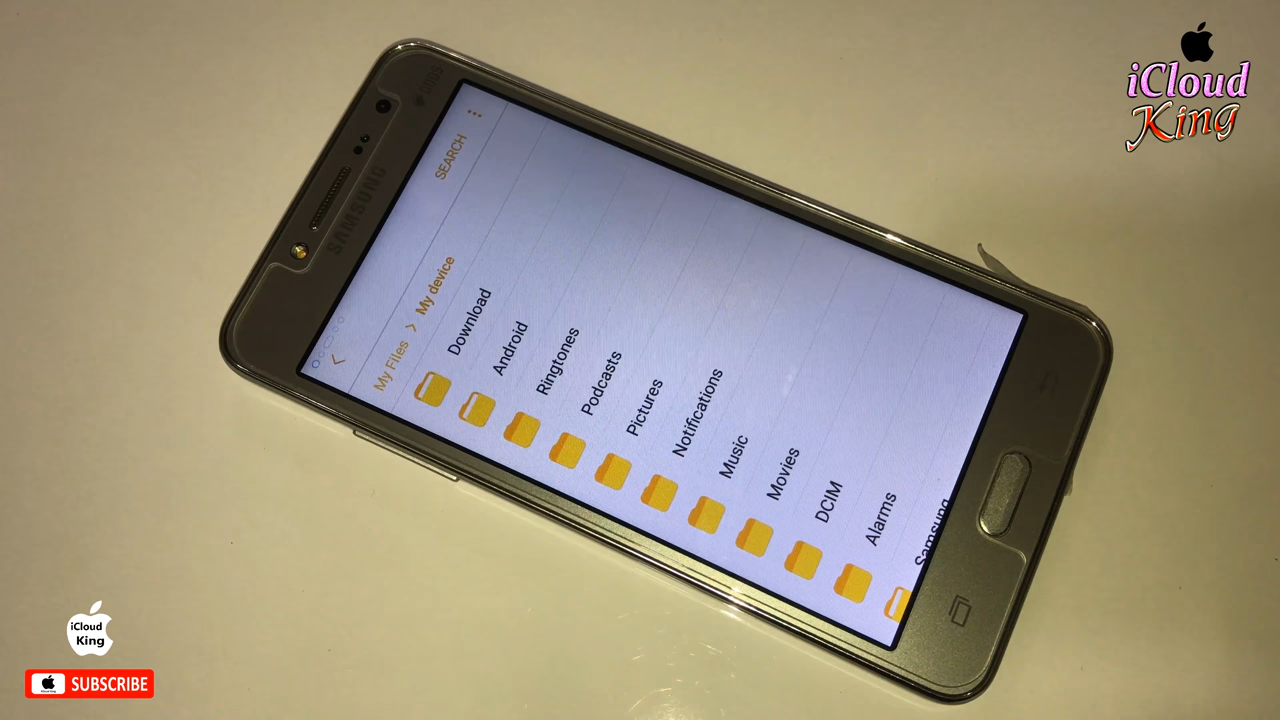 iCloud
King
DUOS
SAMSUNG
SEARCH
My Files > My device
Download
Android
Ringtones
Podcasts
Pictures
Notifications
Music
Movies
DCIM
Alarms
Samsung
iCloud
King
SUBSCRIBE